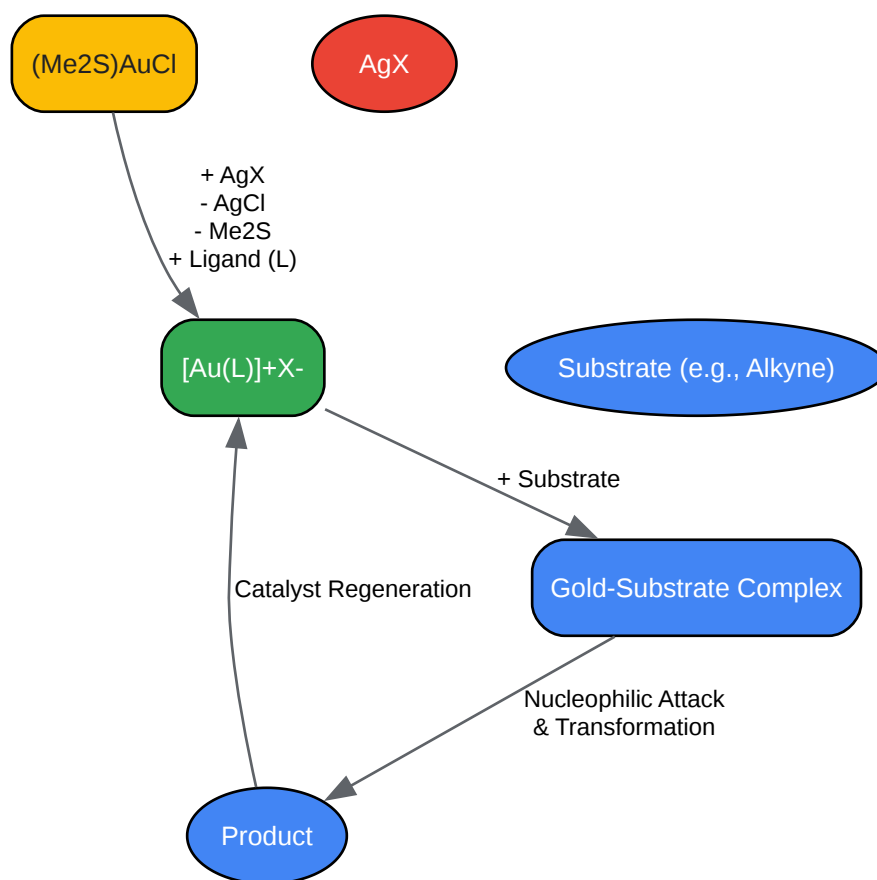 (Me2S)AuCl
AgX
+ AgX
- AgCl
- Me2S
+ Ligand (L)
[Au(L)]+X-
Substrate (e.g., Alkyne)
+ Substrate
Gold-Substrate Complex
Catalyst Regeneration
Nucleophilic Attack
& Transformation
Product